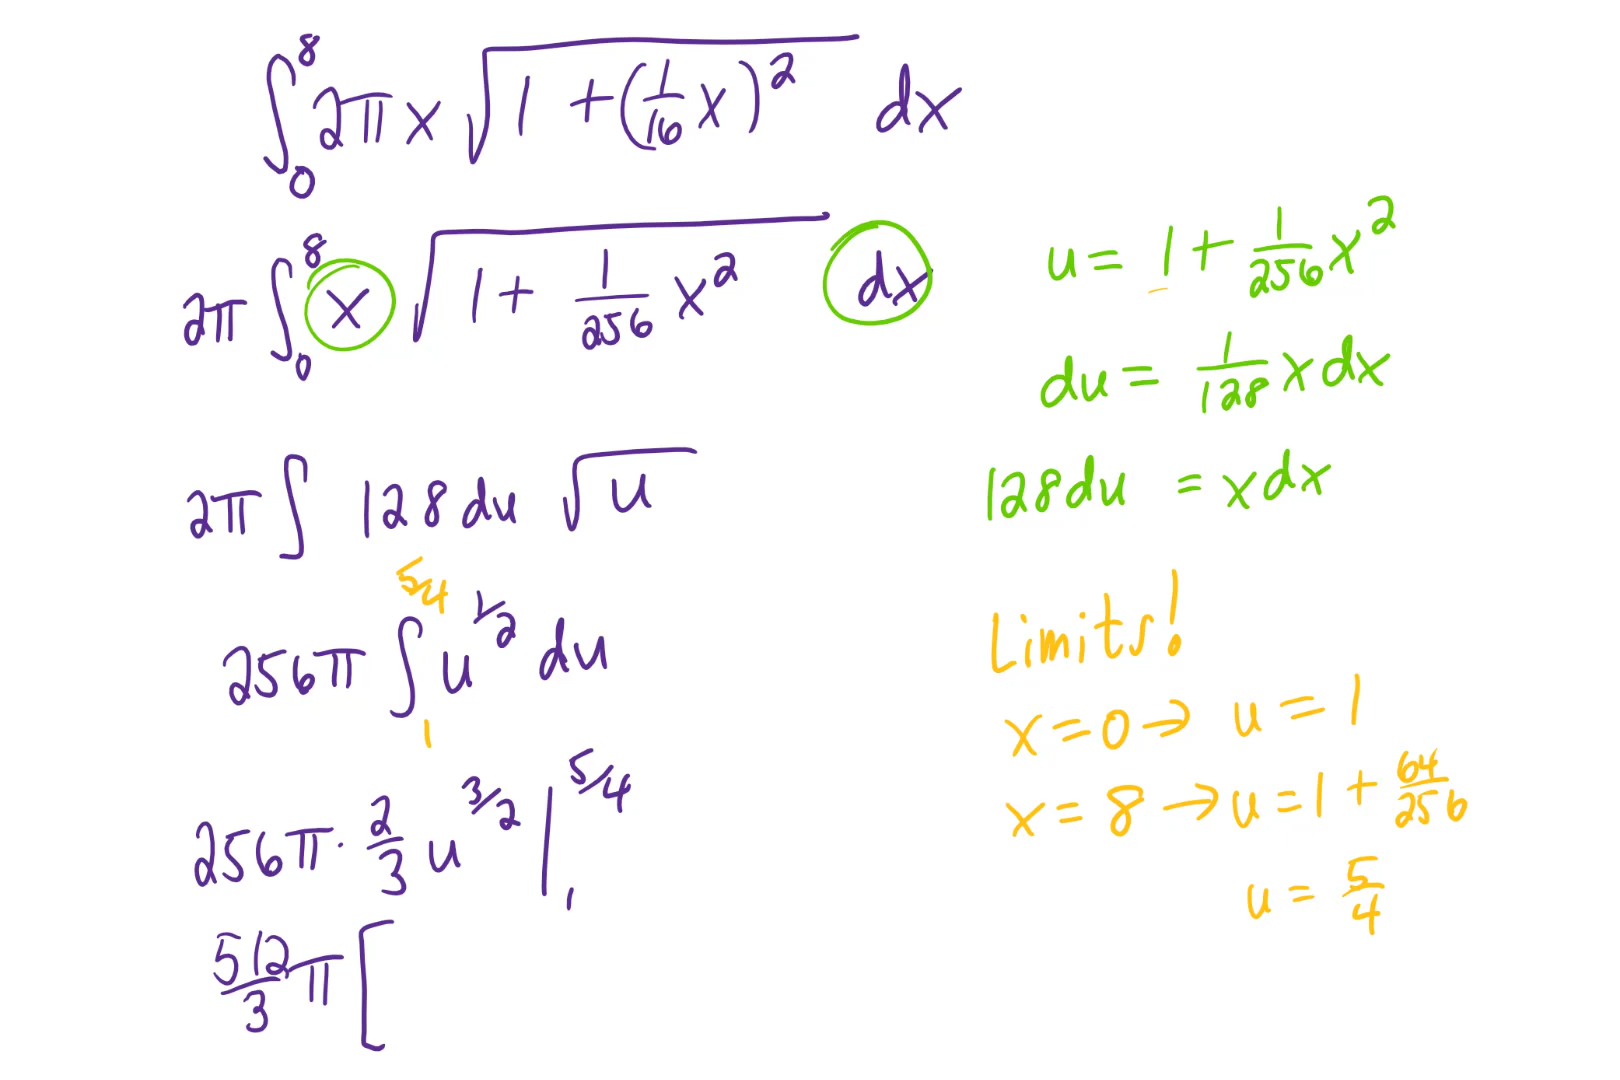 ∫₀⁸ 2π x √(1 + (1/16 x)²) dx
2π ∫₀⁸ x √(1 + 1/256 x²) dx
2π ∫ 128 du √u
256π ∫₁^(5/4) u^(1/2) du
256π · 2/3 u^(3/2) |₁^(5/4)
512/3 π [
u = 1 + 1/256 x²
du = 1/128 x dx
128 du = x dx
Limits!
x = 0 → u = 1
x = 8 → u = 1 + 64/256
u = 5/4